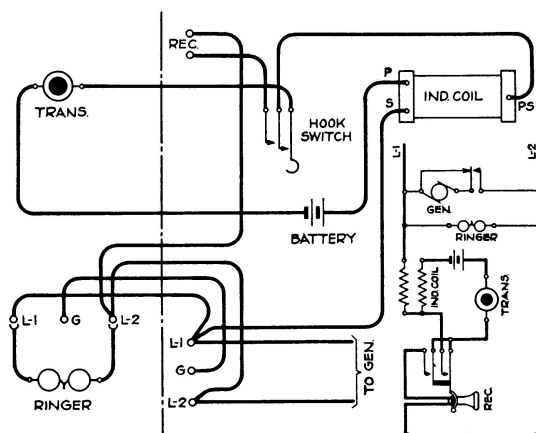 REC.
P
S
IND. COIL
PS
TRANS.
HOOK
SWITCH
L-1
L-2
GEN.
BATTERY
RINGER
IND. COIL
TRANS.
L-1
G
L-2
L-1
G
TO GEN.
L-2
RINGER
REC.